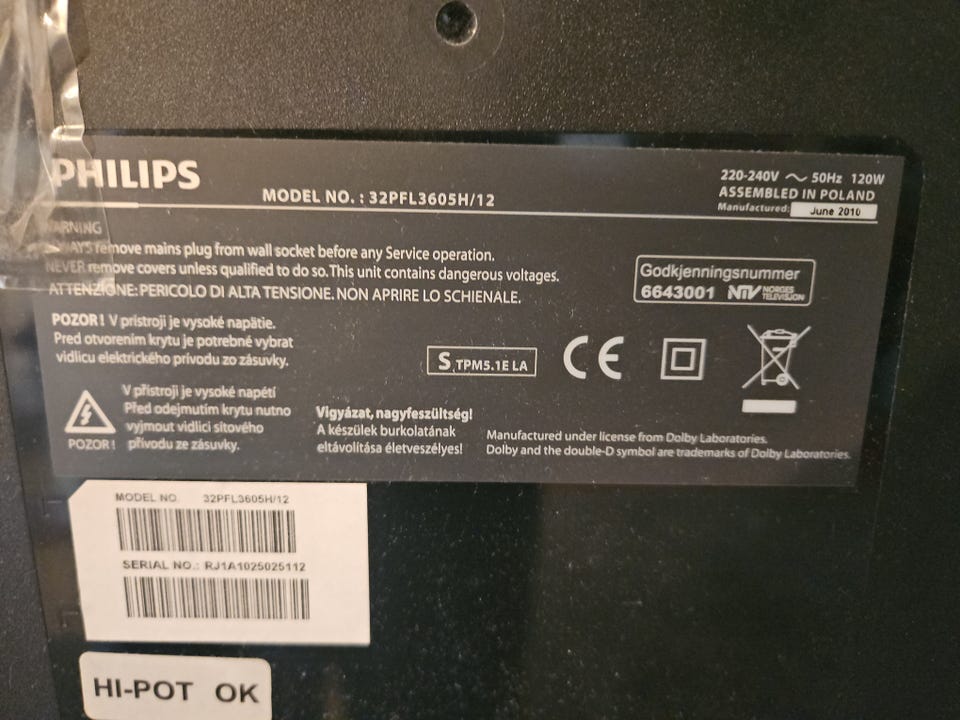 PHILIPS
MODEL NO. : 32PFL3605H/12
220-240V ~ 50Hz 120W
ASSEMBLED IN POLAND
Manufactured: June 2010
WARNING
ALWAYS remove mains plug from wall socket before any Service operation.
NEVER remove covers unless qualified to do so. This unit contains dangerous voltages.
ATTENZIONE: PERICOLO DI ALTA TENSIONE. NON APRIRE LO SCHIENALE.
Godkjenningsnummer
6643001 NTV NORGES
TELEVISJON
POZOR! V prístroji je vysoké napätie.
Pred otvorením krytu je potrebné vybrat
vidlicu elektrického prívodu zo zásuvky.
S TPM5.1E LA
CE
V přístroji je vysoké napětí
Před odejmutím krytu nutno
vyjmout vidlici síťového
přívodu ze zásuvky.
POZOR!
Vigyázat, nagyfeszültség!
A készülek burkolatának
eltávolítása életveszélyes!
Manufactured under license from Dolby Laboratories.
Dolby and the double-D symbol are trademarks of Dolby Laboratories.
MODEL NO. 32PFL3605H/12
SERIAL NO.: RJ1A1025025112
HI-POT OK